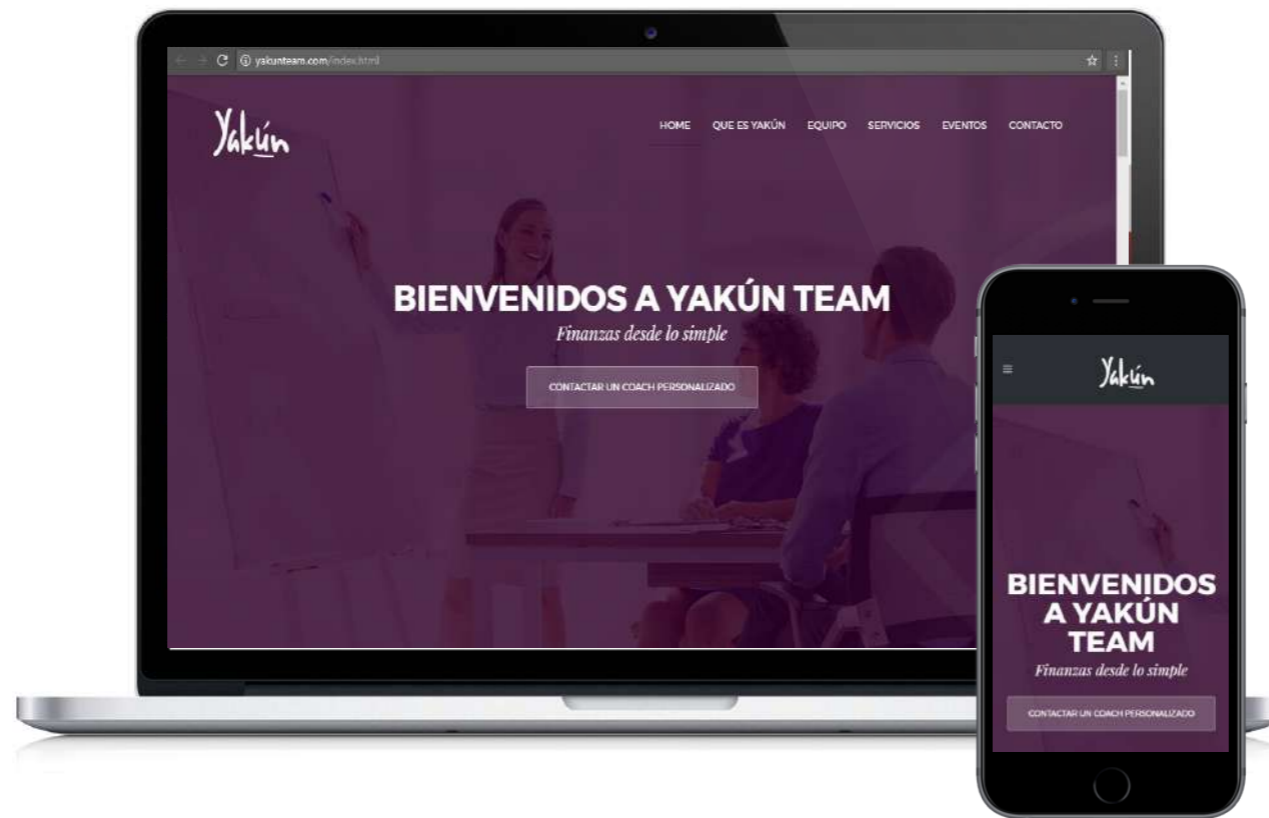 yakunteam.com/index.html
Yakún
HOME QUE ES YAKÚN EQUIPO SERVICIOS EVENTOS CONTACTO
BIENVENIDOS A YAKÚN TEAM
Finanzas desde lo simple
CONTACTAR UN COACH PERSONALIZADO
Yakún
BIENVENIDOS
A YAKÚN
TEAM
Finanzas desde lo simple
CONTACTAR UN COACH PERSONALIZADO